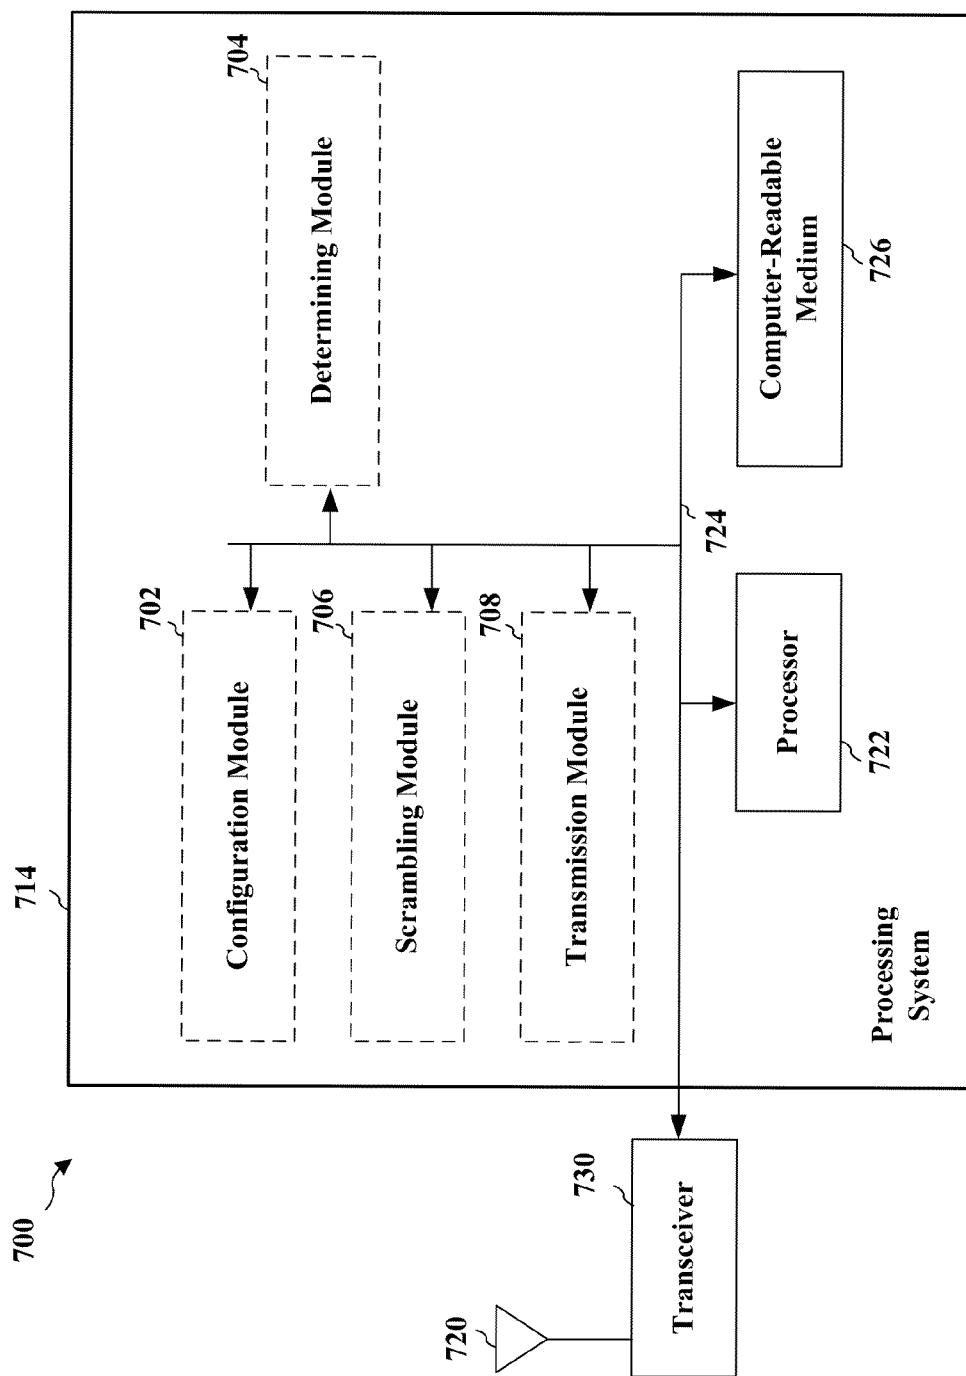 700
714
702
Configuration Module
704
Determining Module
706
Scrambling Module
708
Transmission Module
720
730
Transceiver
724
722
Processor
726
Computer-Readable
Medium
Processing
System